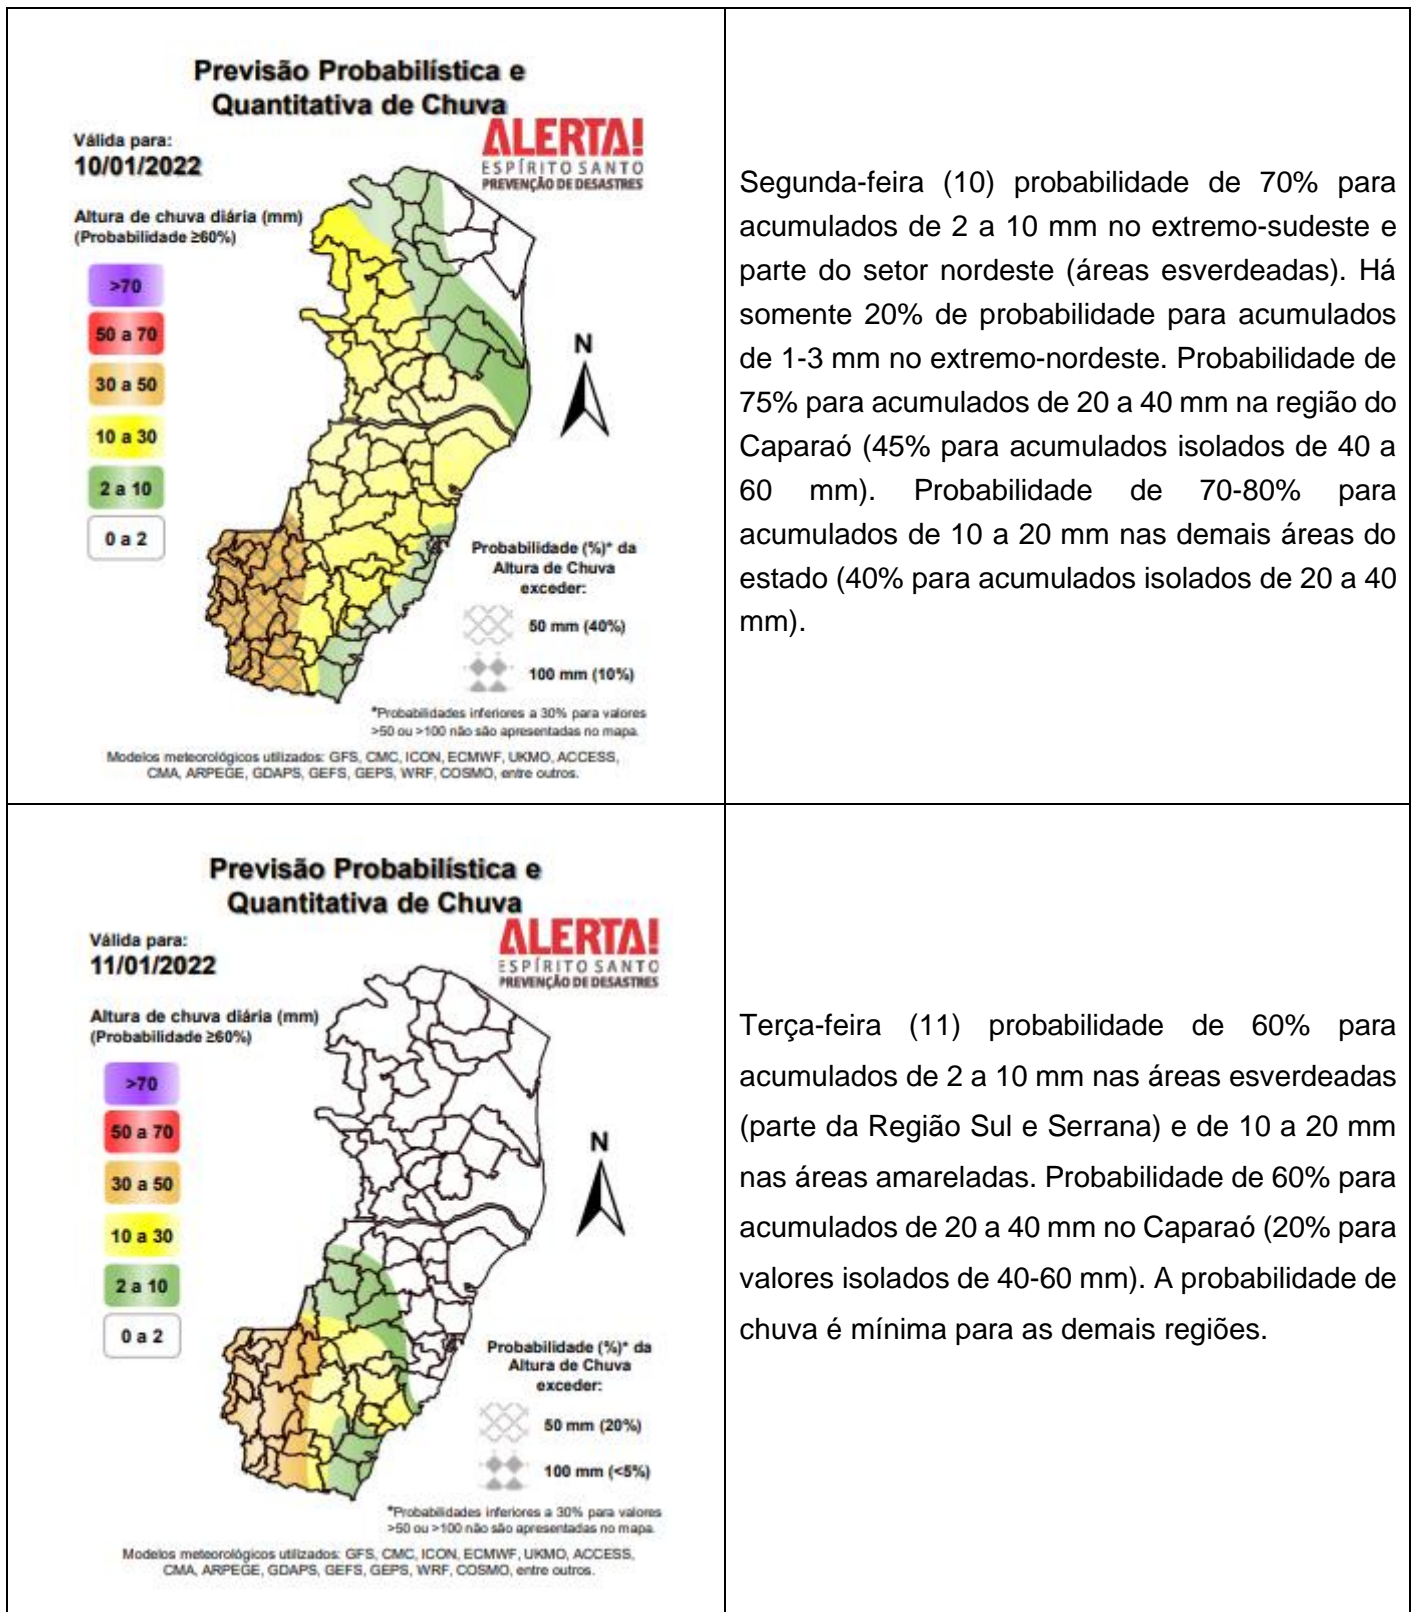 Previsão Probabilística e
Quantitativa de Chuva
ALERTA!
ESPÍRITO SANTO
PREVENÇÃO DE DESASTRES
Válida para:
10/01/2022
Altura de chuva diária (mm)
(Probabilidade ≥60%)
>70
50 a 70
30 a 50
10 a 30
2 a 10
0 a 2
N
Probabilidade (%)* da
Altura de Chuva
exceder:
50 mm (40%)
100 mm (10%)
*Probabilidades inferiores a 30% para valores
>50 ou >100 não são apresentadas no mapa.
Modelos meteorológicos utilizados: GFS, CMC, ICON, ECMWF, UKMO, ACCESS,
CMA, ARPEGE, GDAPS, GEFS, GEPS, WRF, COSMO, entre outros.
Segunda-feira (10) probabilidade de 70% para
acumulados de 2 a 10 mm no extremo-sudeste e
parte do setor nordeste (áreas esverdeadas). Há
somente 20% de probabilidade para acumulados
de 1-3 mm no extremo-nordeste. Probabilidade de
75% para acumulados de 20 a 40 mm na região do
Caparaó (45% para acumulados isolados de 40 a
60 mm). Probabilidade de 70-80% para
acumulados de 10 a 20 mm nas demais áreas do
estado (40% para acumulados isolados de 20 a 40
mm).
Previsão Probabilística e
Quantitativa de Chuva
ALERTA!
ESPÍRITO SANTO
PREVENÇÃO DE DESASTRES
Válida para:
11/01/2022
Altura de chuva diária (mm)
(Probabilidade ≥60%)
>70
50 a 70
30 a 50
10 a 30
2 a 10
0 a 2
N
Probabilidade (%)* da
Altura de Chuva
exceder:
50 mm (20%)
100 mm (<5%)
*Probabilidades inferiores a 30% para valores
>50 ou >100 não são apresentadas no mapa.
Modelos meteorológicos utilizados: GFS, CMC, ICON, ECMWF, UKMO, ACCESS,
CMA, ARPEGE, GDAPS, GEFS, GEPS, WRF, COSMO, entre outros.
Terça-feira (11) probabilidade de 60% para
acumulados de 2 a 10 mm nas áreas esverdeadas
(parte da Região Sul e Serrana) e de 10 a 20 mm
nas áreas amareladas. Probabilidade de 60% para
acumulados de 20 a 40 mm no Caparaó (20% para
valores isolados de 40-60 mm). A probabilidade de
chuva é mínima para as demais regiões.